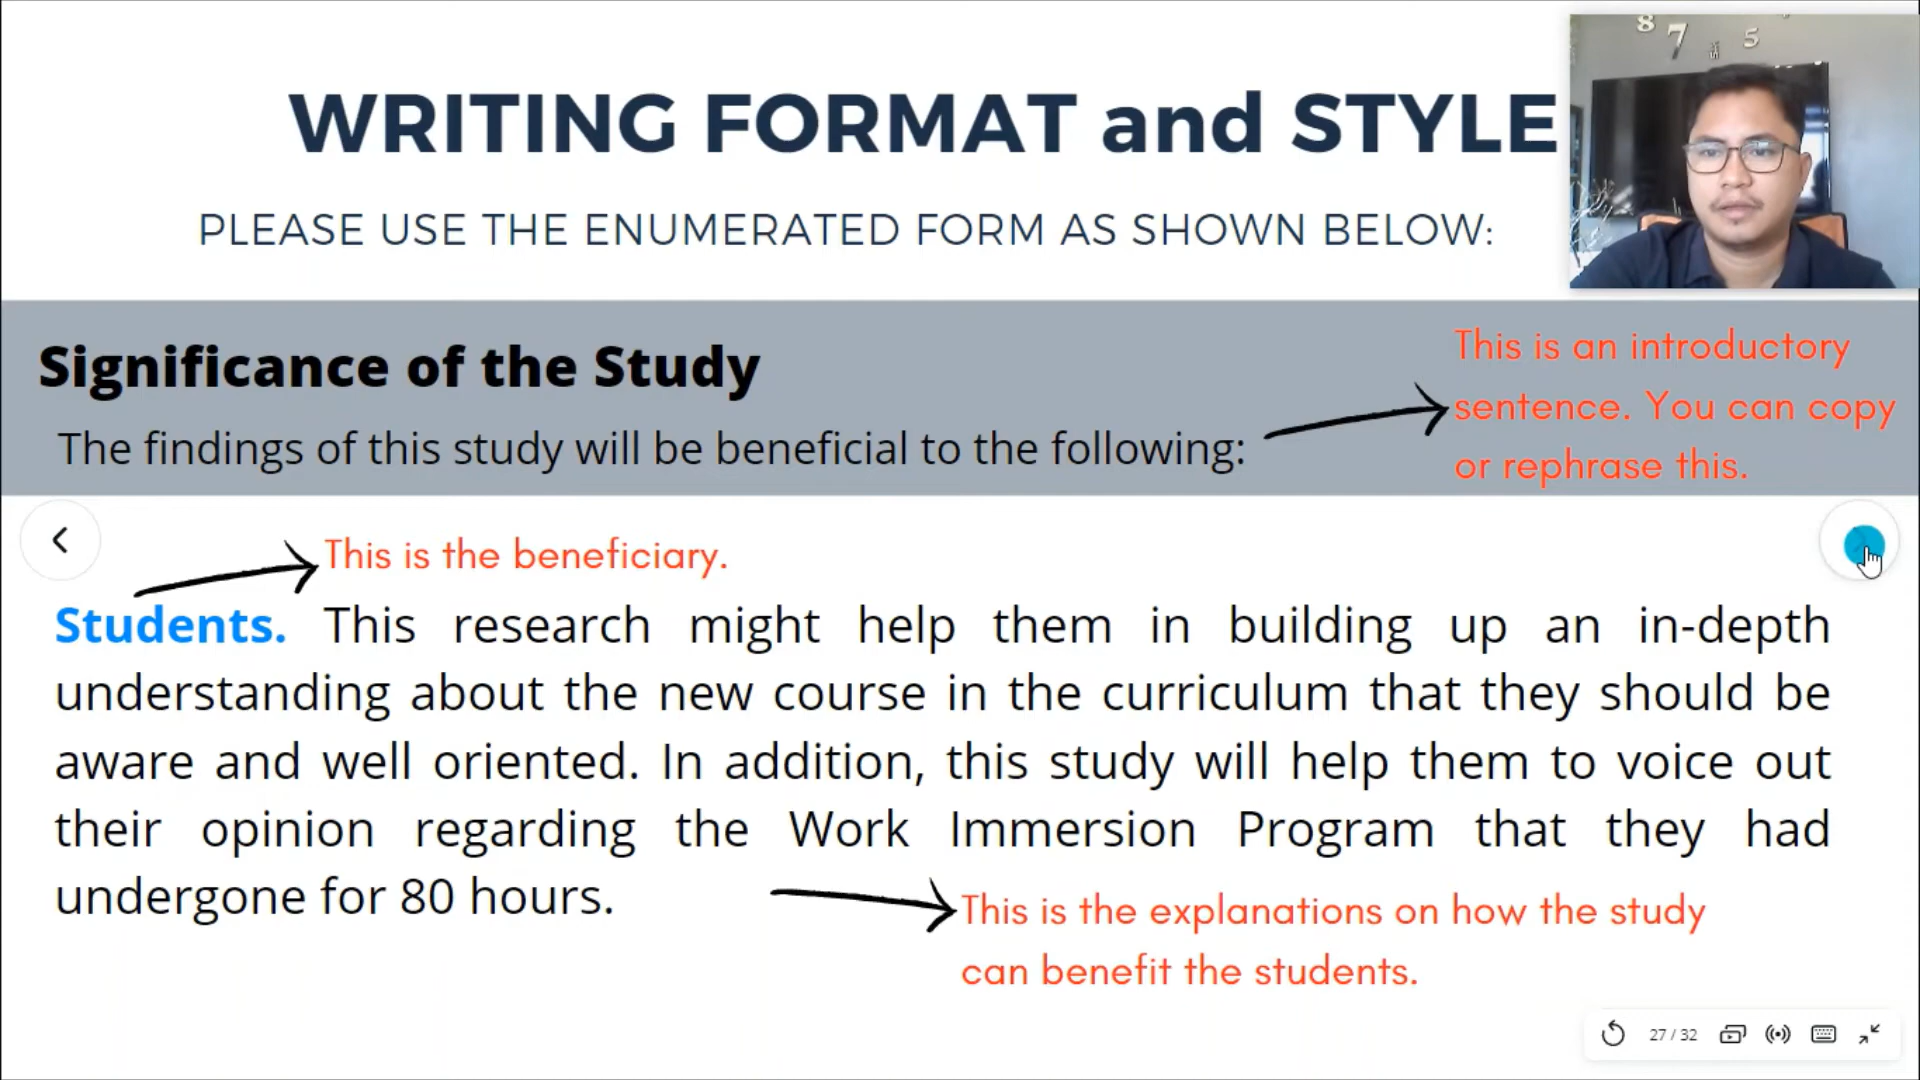 WRITING FORMAT and STYLE
PLEASE USE THE ENUMERATED FORM AS SHOWN BELOW:
8 7 5
Significance of the Study
The findings of this study will be beneficial to the following:
This is an introductory
sentence. You can copy
or rephrase this.
This is the beneficiary.
Students. This research might help them in building up an in-depth
understanding about the new course in the curriculum that they should be
aware and well oriented. In addition, this study will help them to voice out
their opinion regarding the Work Immersion Program that they had
undergone for 80 hours.
This is the explanations on how the study
can benefit the students.
27 / 32